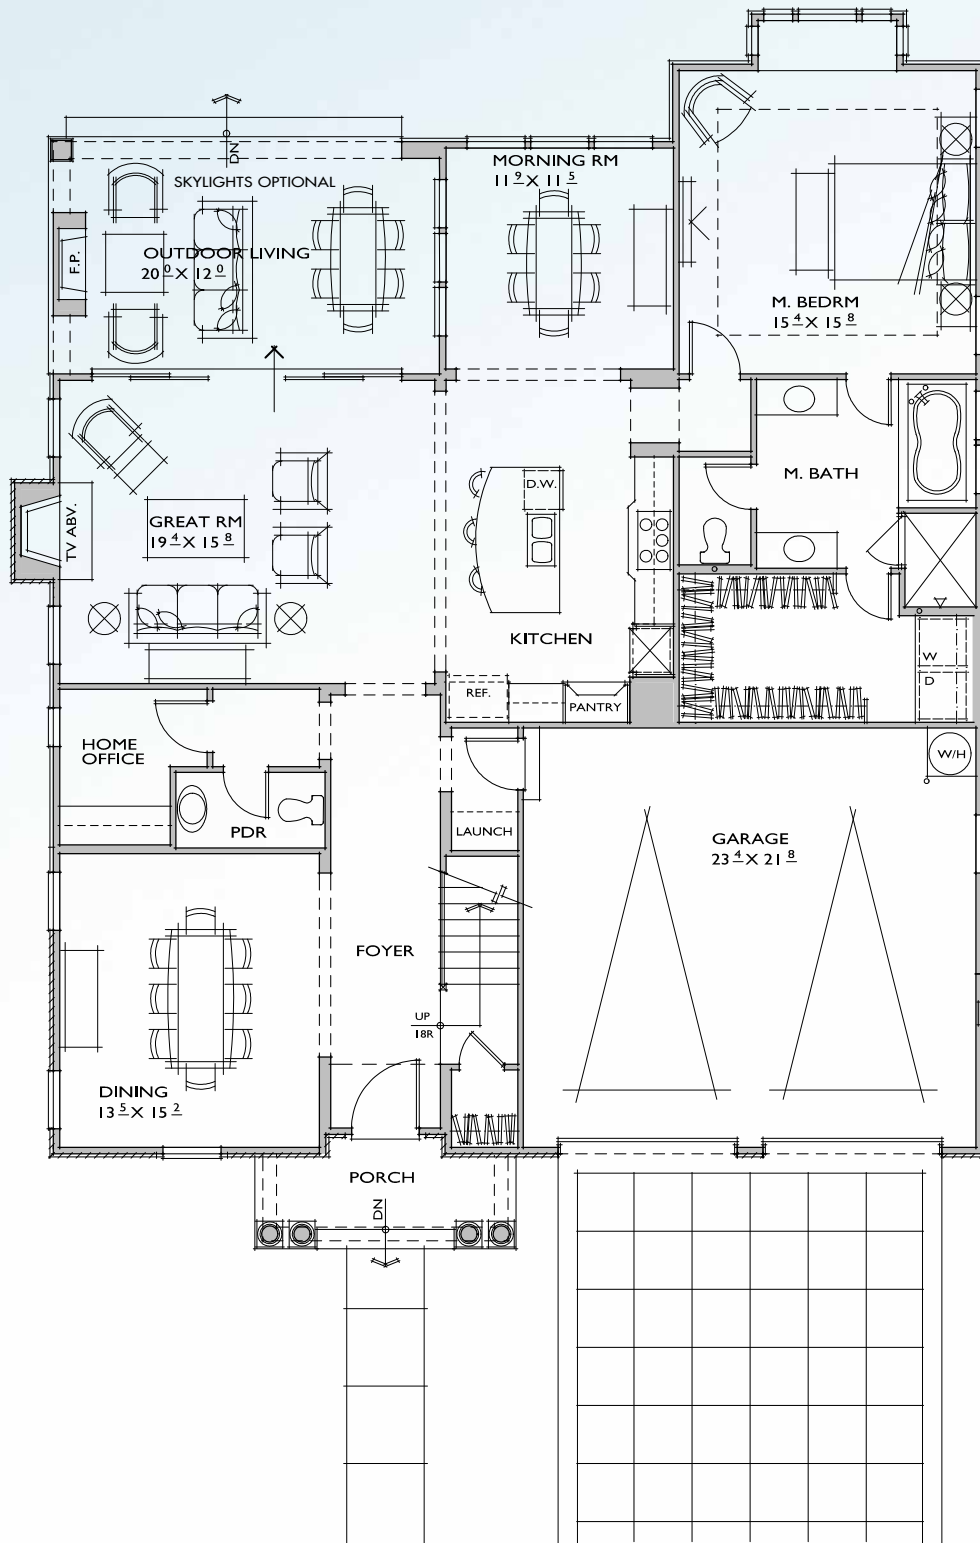 DN
SKYLIGHTS OPTIONAL
OUTDOOR LIVING
20 0 X 12 0
F.P.
MORNING RM
11 9 X 11 5
M. BEDRM
15 4 X 15 8
M. BATH
GREAT RM
19 4 X 15 8
TV ABV.
D.W.
KITCHEN
REF.
PANTRY
W
D
HOME
OFFICE
PDR
LAUNCH
W/H
GARAGE
23 4 X 21 8
FOYER
UP
18R
DINING
13 5 X 15 2
PORCH
DN